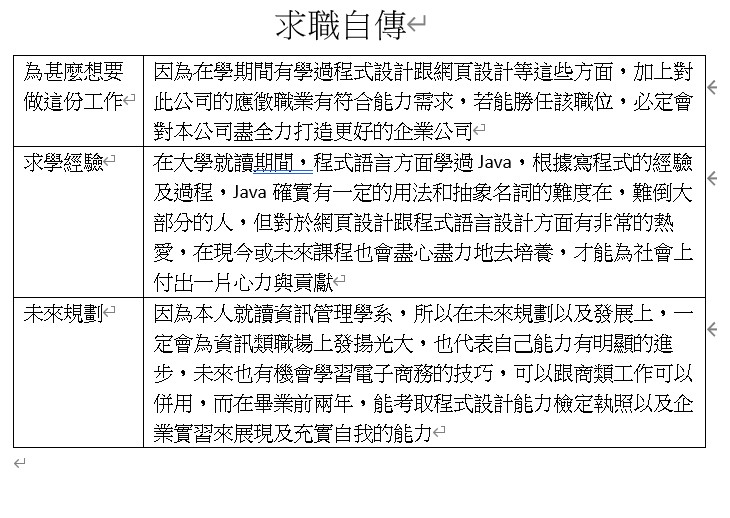 求職自傳
為甚麼想要
做這份工作
因為在學期間有學過程式設計跟網頁設計等這些方面，加上對
此公司的應徵職業有符合能力需求，若能勝任該職位，必定會
對本公司盡全力打造更好的企業公司
求學經驗
在大學就讀期間，程式語言方面學過 Java，根據寫程式的經驗
及過程，Java 確實有一定的用法和抽象名詞的難度在，難倒大
部分的人，但對於網頁設計跟程式語言設計方面有非常的熱
愛，在現今或未來課程也會盡心盡力地去培養，才能為社會上
付出一片心力與貢獻
未來規劃
因為本人就讀資訊管理學系，所以在未來規劃以及發展上，一
定會為資訊類職場上發揚光大，也代表自己能力有明顯的進
步，未來也有機會學習電子商務的技巧，可以跟商類工作可以
併用，而在畢業前兩年，能考取程式設計能力檢定執照以及企
業實習來展現及充實自我的能力